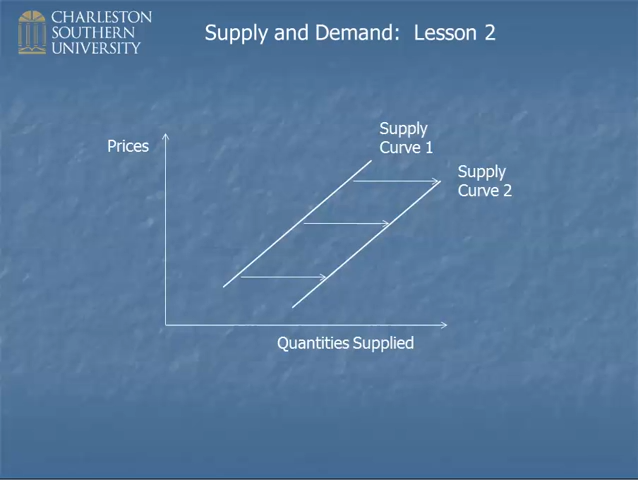 CHARLESTON
SOUTHERN
UNIVERSITY
Supply and Demand: Lesson 2
Supply
Curve 1
Prices
Supply
Curve 2
Quantities Supplied